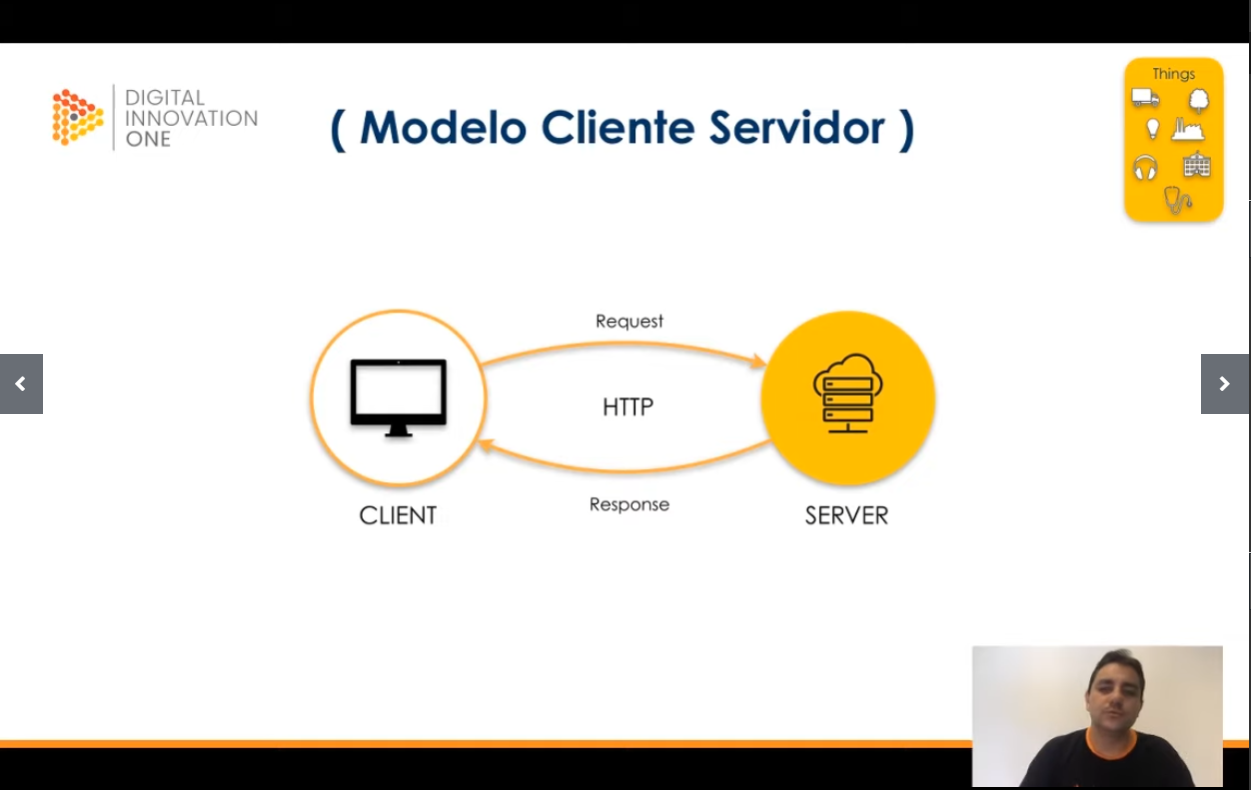 DIGITAL
INNOVATION
ONE
( Modelo Cliente Servidor )
Things
Request
HTTP
Response
CLIENT
SERVER